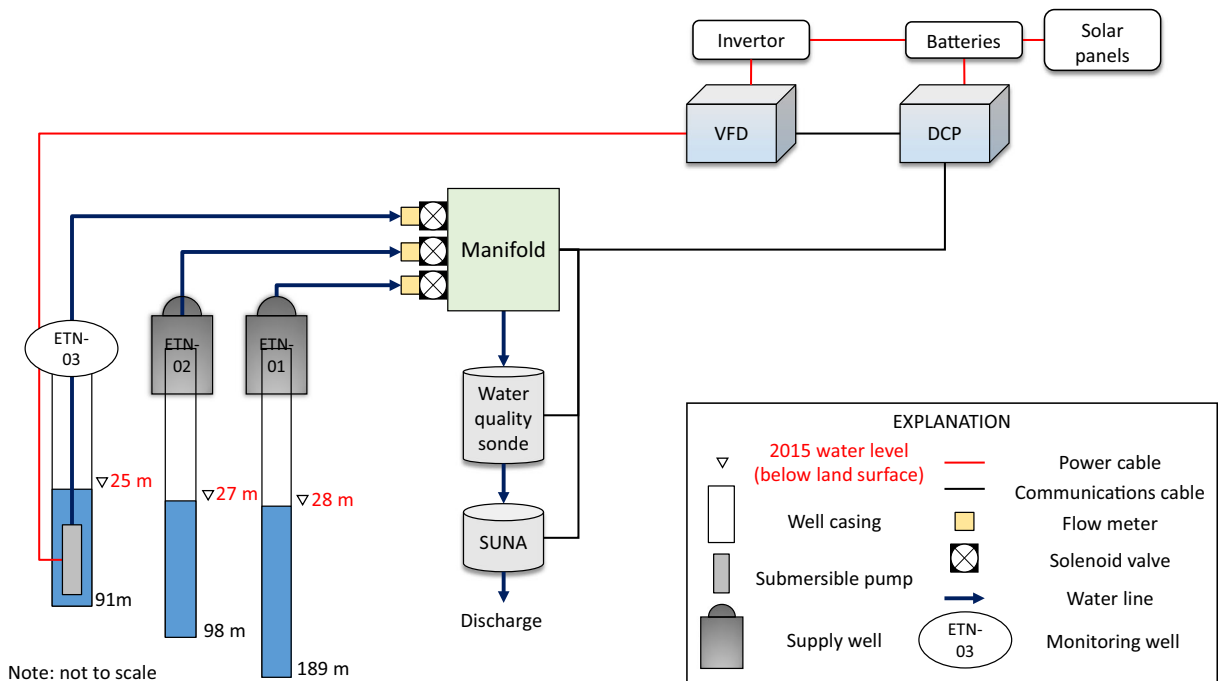 Invertor
Batteries
Solar
panels
VFD
DCP
Manifold
ETN-
03
ETN-
02
ETN-
01
Water
quality
sonde
25 m
27 m
28 m
SUNA
91m
98 m
189 m
Discharge
Note: not to scale
EXPLANATION
2015 water level
(below land surface)
Well casing
Submersible pump
Supply well
Power cable
Communications cable
Flow meter
Solenoid valve
Water line
ETN-
03
Monitoring well